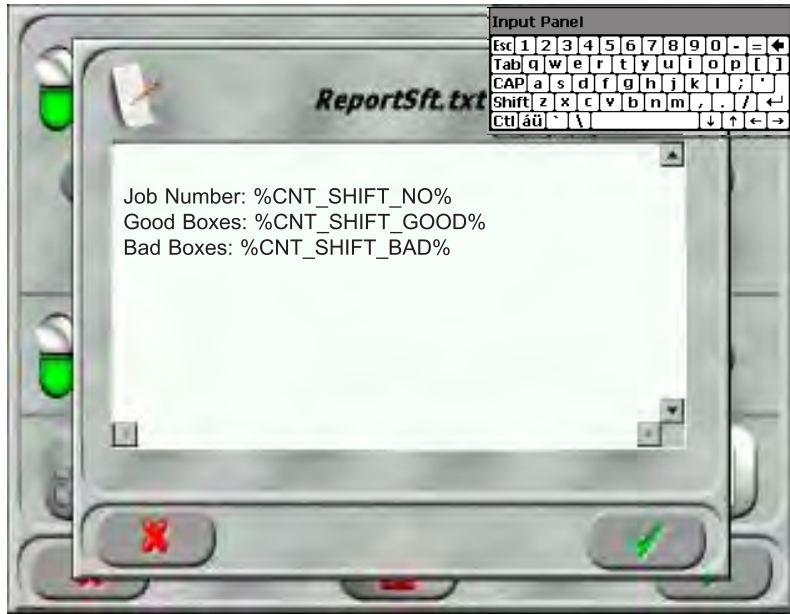 Input Panel
Esc 1 2 3 4 5 6 7 8 9 0 - = 🡸
Tab q w e r t y u i o p [ ]
CAP a s d f g h j k l ; '
Shift z x c v b n m , . / ↵
Ctl áü ` \ ↓ ↑ ← →
ReportSft.txt
Job Number: %CNT_SHIFT_NO%
Good Boxes: %CNT_SHIFT_GOOD%
Bad Boxes: %CNT_SHIFT_BAD%